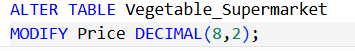 ALTER TABLE Vegetable_Supermarket
MODIFY Price DECIMAL(8,2);